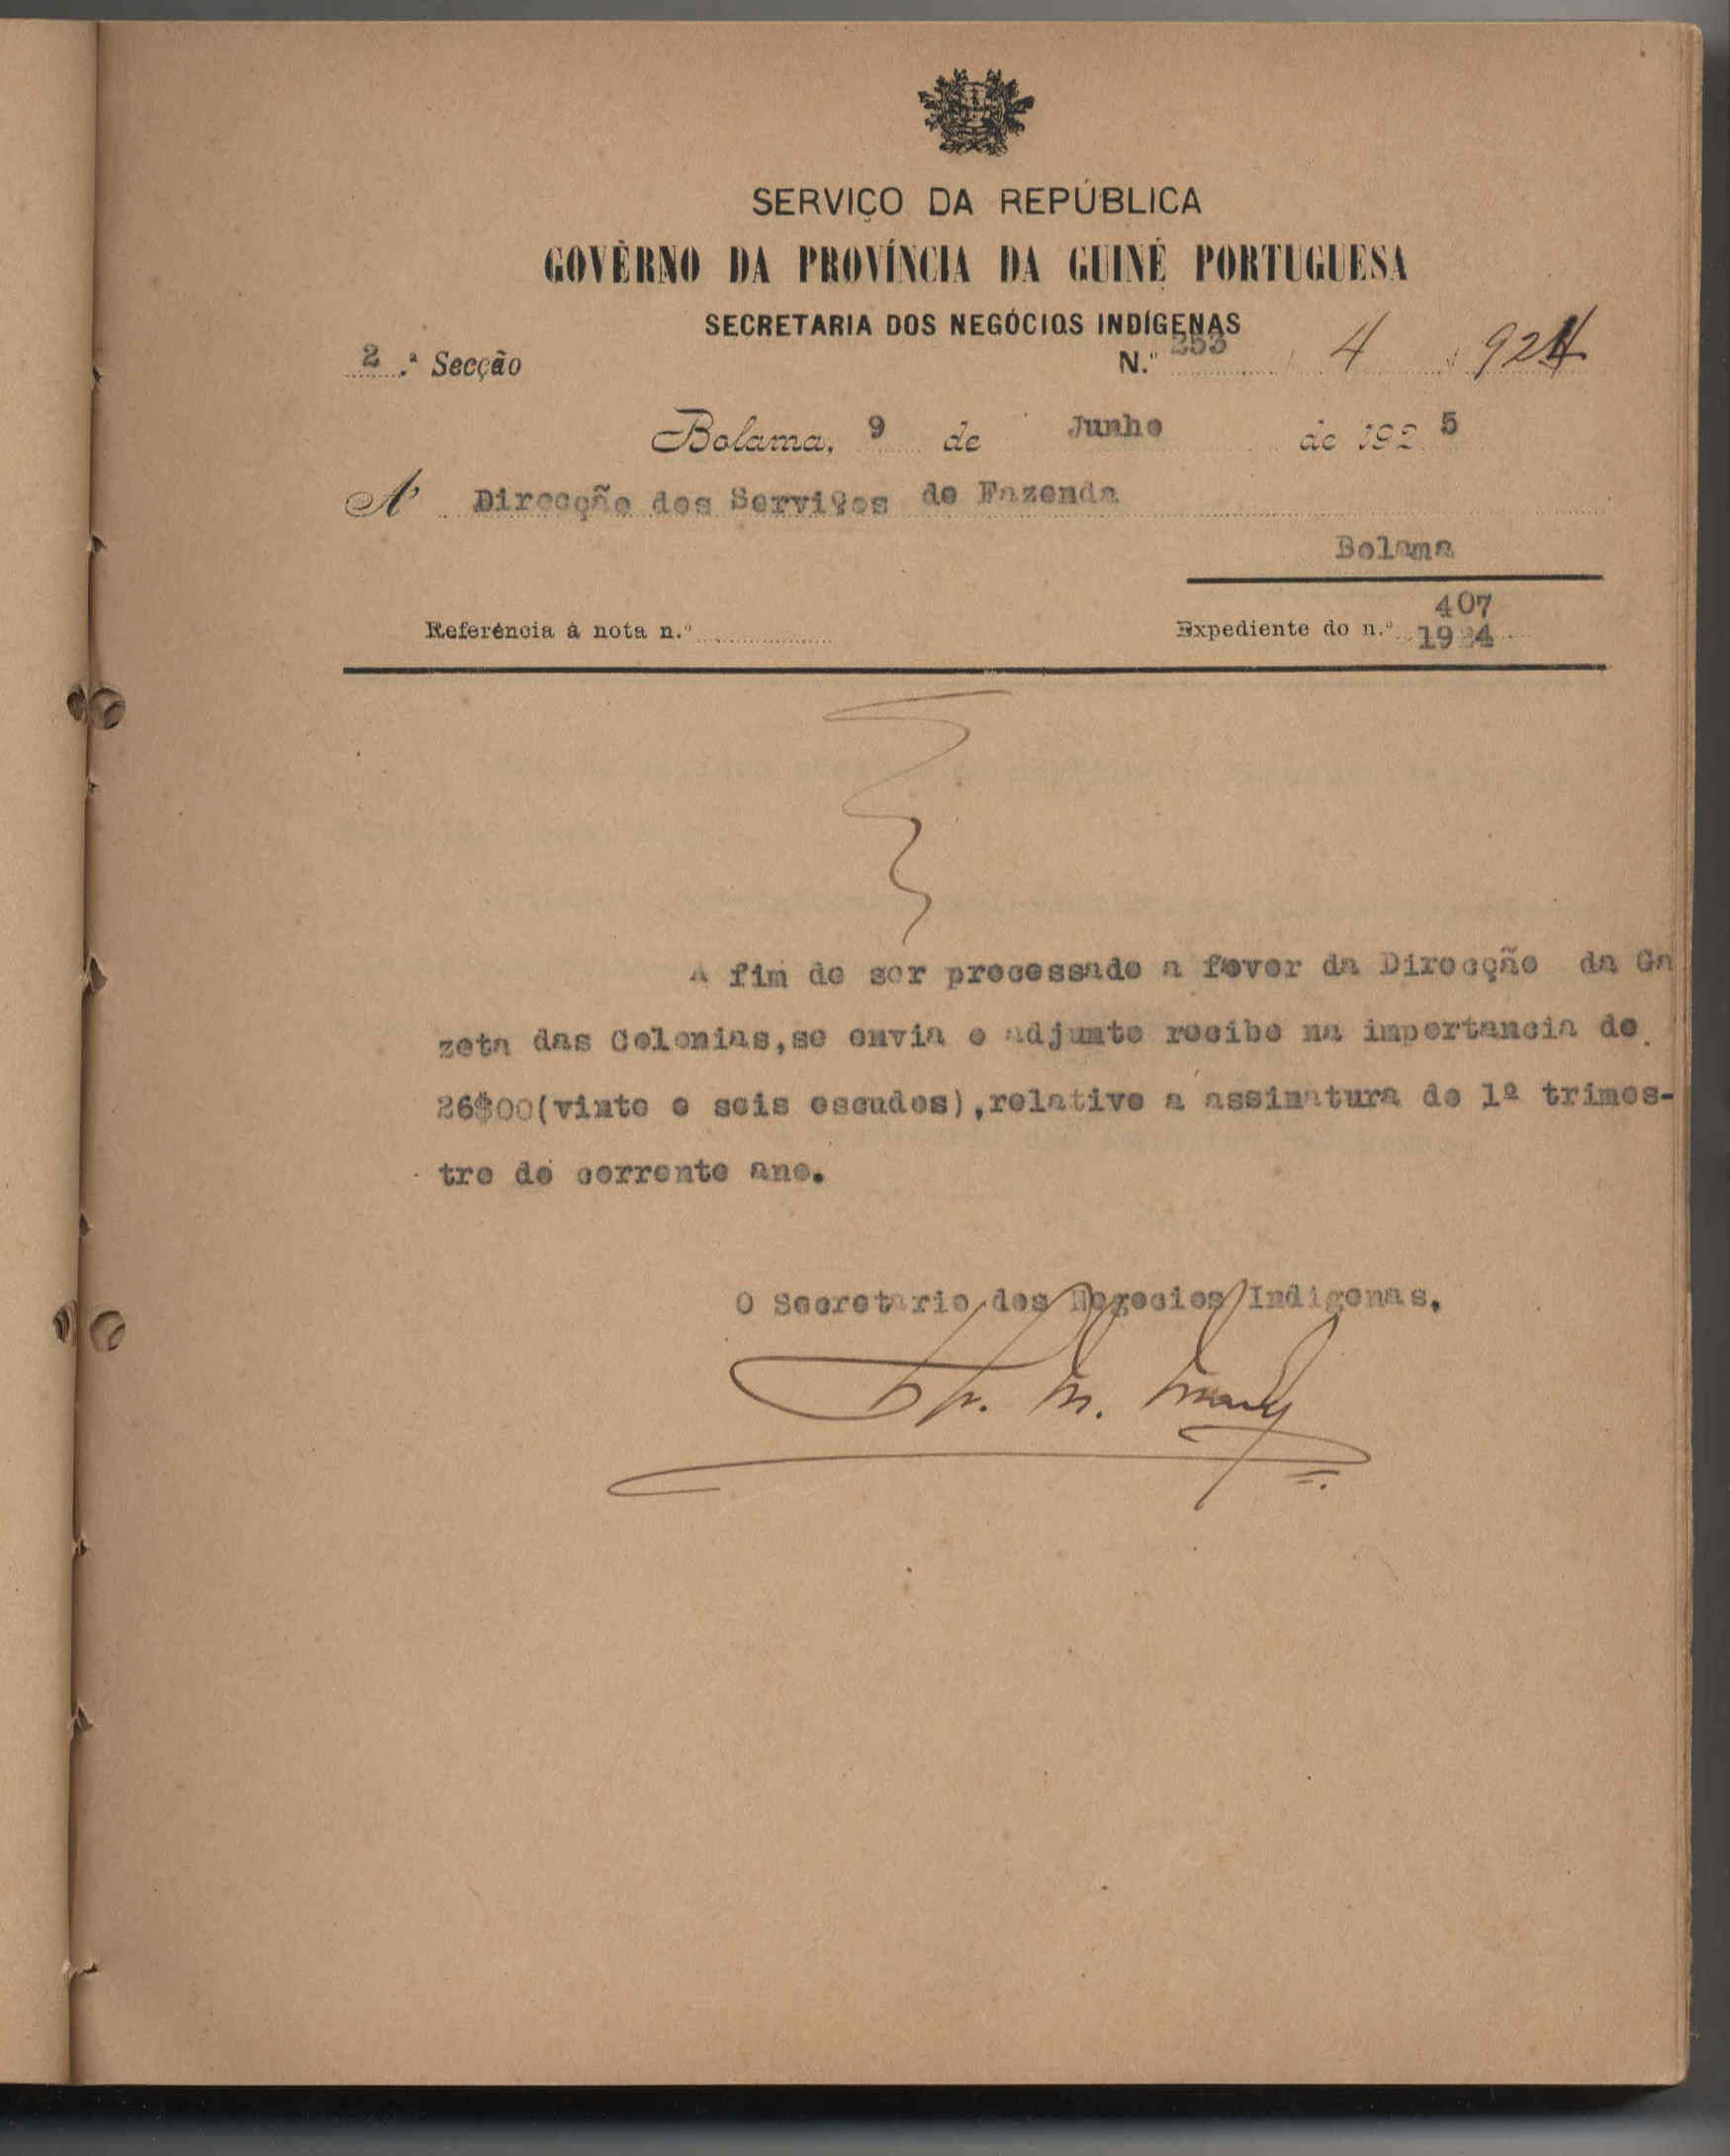 SERVIÇO DA REPÚBLICA
GOVÊRNO DA PROVÍNCIA DA GUINÉ PORTUGUESA
SECRETARIA DOS NEGÓCIOS INDÍGENAS
2.ª Secção N.º 253 4 924
Bolama, 9 de Junho de 1925
A' Direcção dos Serviços de Fazenda
Bolama
407
Referência á nota n.º Expediente do n.º 1924
A fim de ser processado a fovor da Direcção da Ga
zeta das Colonias,se envia o adjunto recibo na importancia de
26$00(vinte e seis escudos),relativo á assinatura do 1º trimes-
tre do corrente ano.
O Secretario dos Negocios Indigenas.